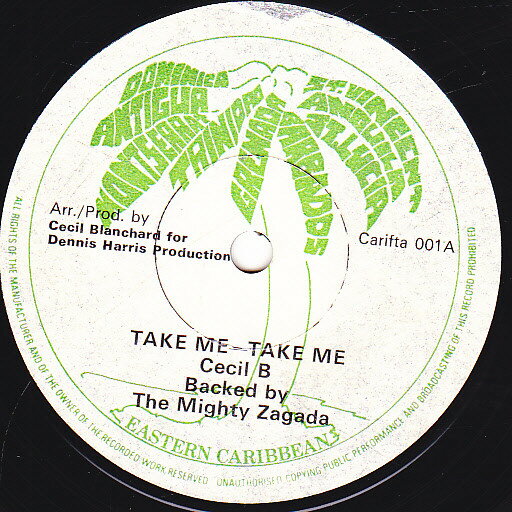 DOMINICA
ANTIGUA
MONTSERRAT
TRINIDAD
GRENADA
BARBADOS
ST. LUCIA
ANGUILLA
ST. VINCENT
Arr./Prod. by
Cecil Blanchard for
Dennis Harris Production
Carifta 001A
TAKE ME - TAKE ME
Cecil B
Backed by
The Mighty Zagada
EASTERN CARIBBEAN
ALL RIGHTS OF THE MANUFACTURER AND OF THE OWNER OF THE RECORDED WORK RESERVED UNAUTHORISED COPYING PUBLIC PERFORMANCE AND BROADCASTING OF THIS RECORD PROHIBITED